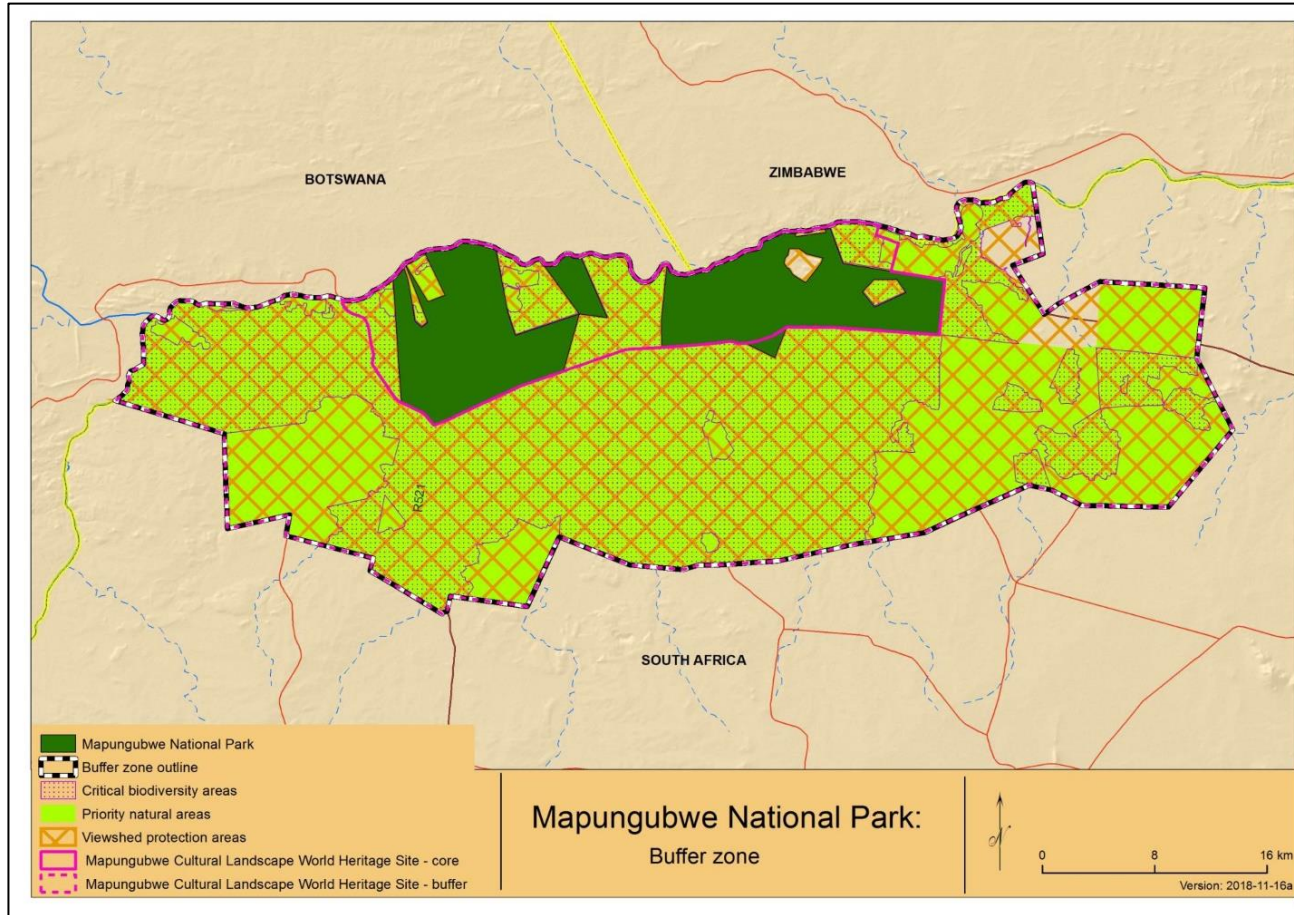 BOTSWANA
ZIMBABWE
R521
SOUTH AFRICA
Mapungubwe National Park
Buffer zone outline
Critical biodiversity areas
Priority natural areas
Viewshed protection areas
Mapungubwe Cultural Landscape World Heritage Site - core
Mapungubwe Cultural Landscape World Heritage Site - buffer
Mapungubwe National Park:
Buffer zone
N
0 8 16 km
Version: 2018-11-16a